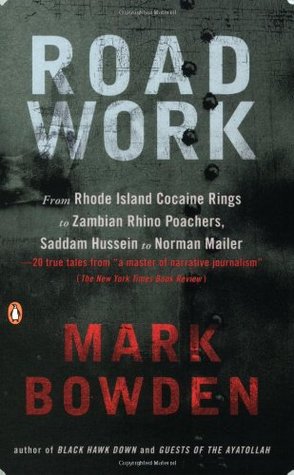 ROAD
WORK
From Rhode Island Cocaine Rings
to Zambian Rhino Poachers,
Saddam Hussein to Norman Mailer
—20 true tales from "a master of narrative journalism"
(The New York Times Book Review)
MARK
BOWDEN
author of BLACK HAWK DOWN and GUESTS OF THE AYATOLLAH